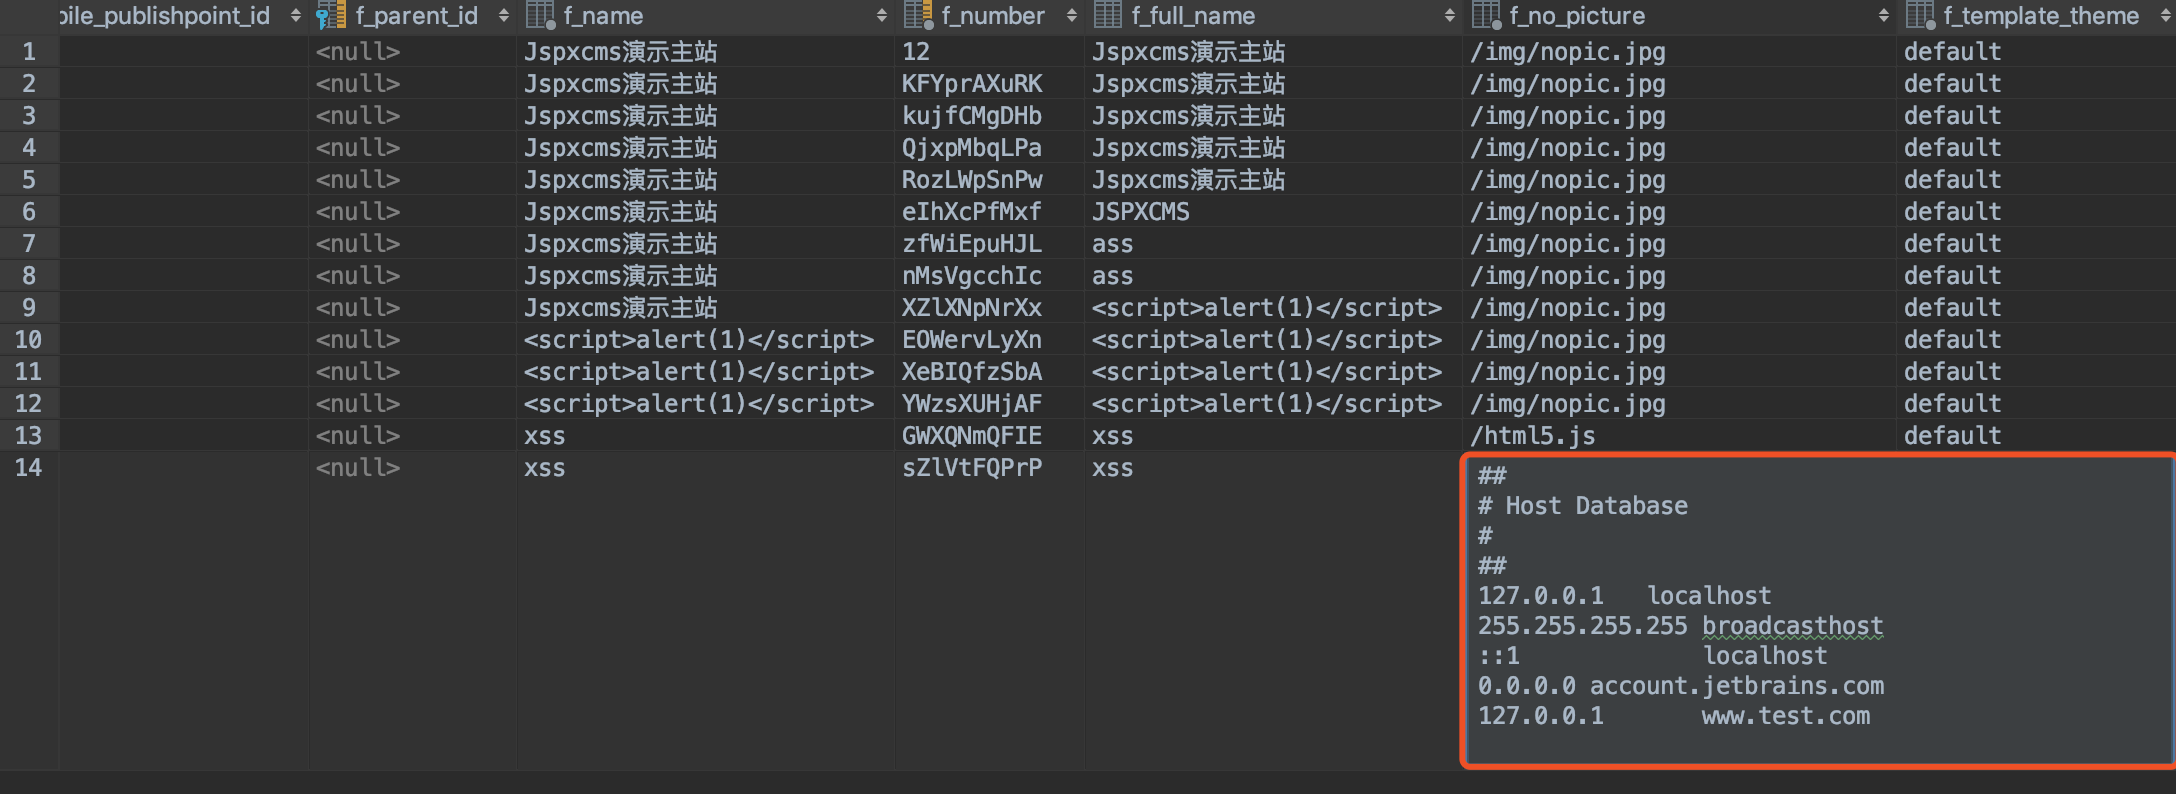 bile_publishpoint_id f_parent_id f_name f_number f_full_name f_no_picture f_template_theme
1 <null> Jspxcms演示主站 12 Jspxcms演示主站 /img/nopic.jpg default
2 <null> Jspxcms演示主站 KFYprAXuRK Jspxcms演示主站 /img/nopic.jpg default
3 <null> Jspxcms演示主站 kujfCMgDHb Jspxcms演示主站 /img/nopic.jpg default
4 <null> Jspxcms演示主站 QjxpMbqLPa Jspxcms演示主站 /img/nopic.jpg default
5 <null> Jspxcms演示主站 RozLWpSnPw Jspxcms演示主站 /img/nopic.jpg default
6 <null> Jspxcms演示主站 eIhXcPfMxf JSPXCMS /img/nopic.jpg default
7 <null> Jspxcms演示主站 zfWiEpuHJL ass /img/nopic.jpg default
8 <null> Jspxcms演示主站 nMsVgcchIc ass /img/nopic.jpg default
9 <null> Jspxcms演示主站 XZlXNpNrXx <script>alert(1)</script> /img/nopic.jpg default
10 <null> <script>alert(1)</script> EOWervLyXn <script>alert(1)</script> /img/nopic.jpg default
11 <null> <script>alert(1)</script> XeBIQfzSbA <script>alert(1)</script> /img/nopic.jpg default
12 <null> <script>alert(1)</script> YWzsXUHjAF <script>alert(1)</script> /img/nopic.jpg default
13 <null> xss GWXQNmQFIE xss /html5.js default
14 <null> xss sZlVtFQPrP xss
##
# Host Database
#
##
127.0.0.1 localhost
255.255.255.255 broadcasthost
::1 localhost
0.0.0.0 account.jetbrains.com
127.0.0.1 www.test.com